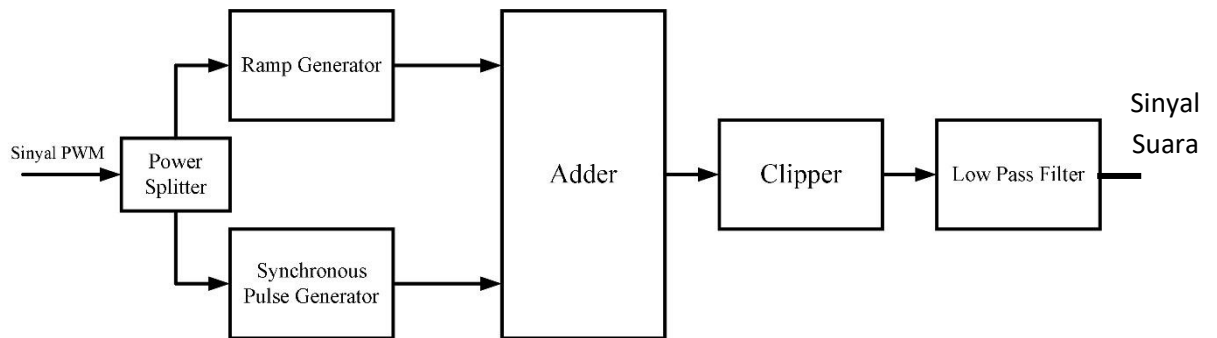 Sinyal PWM
Power
Splitter
Ramp Generator
Synchronous
Pulse Generator
Adder
Clipper
Low Pass Filter
Sinyal
Suara